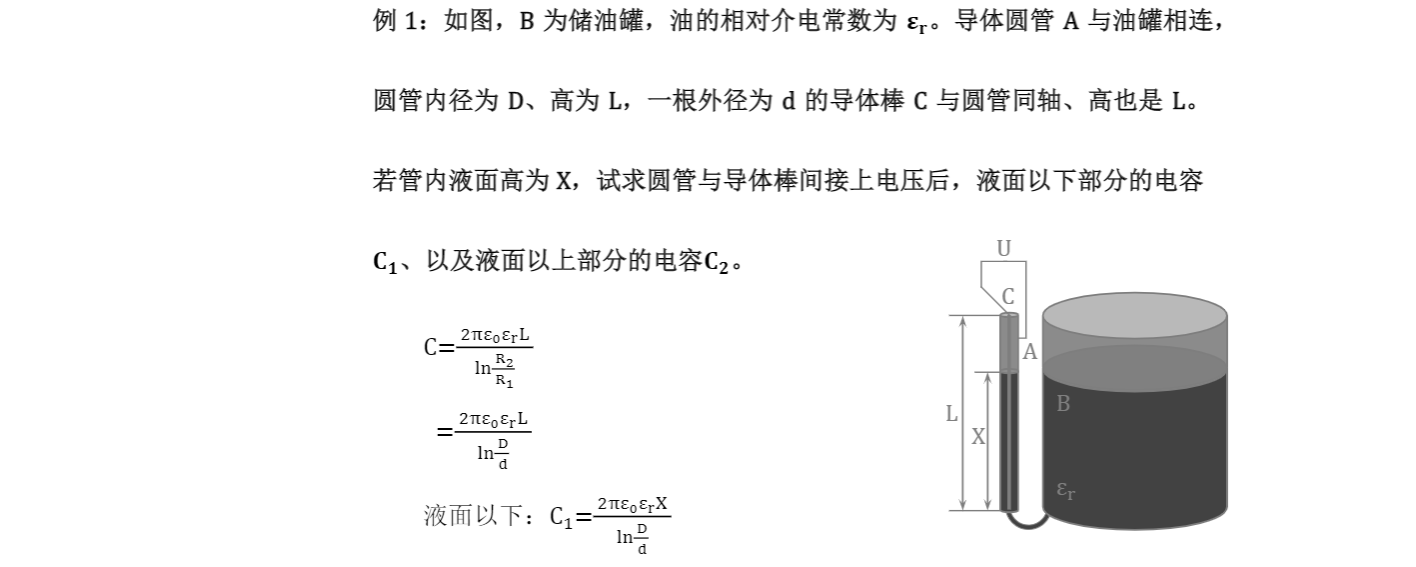 例 1：如图，B 为储油罐，油的相对介电常数为 εᵣ。导体圆管 A 与油罐相连，
圆管内径为 D、高为 L，一根外径为 d 的导体棒 C 与圆管同轴、高也是 L。
若管内液面高为 X，试求圆管与导体棒间接上电压后，液面以下部分的电容
C₁、以及液面以上部分的电容C₂。
U
C
A
B
L
X
εᵣ
C=2πε₀εᵣL/ln(R₂/R₁)
=2πε₀εᵣL/ln(D/d)
液面以下：C₁=2πε₀εᵣX/ln(D/d)